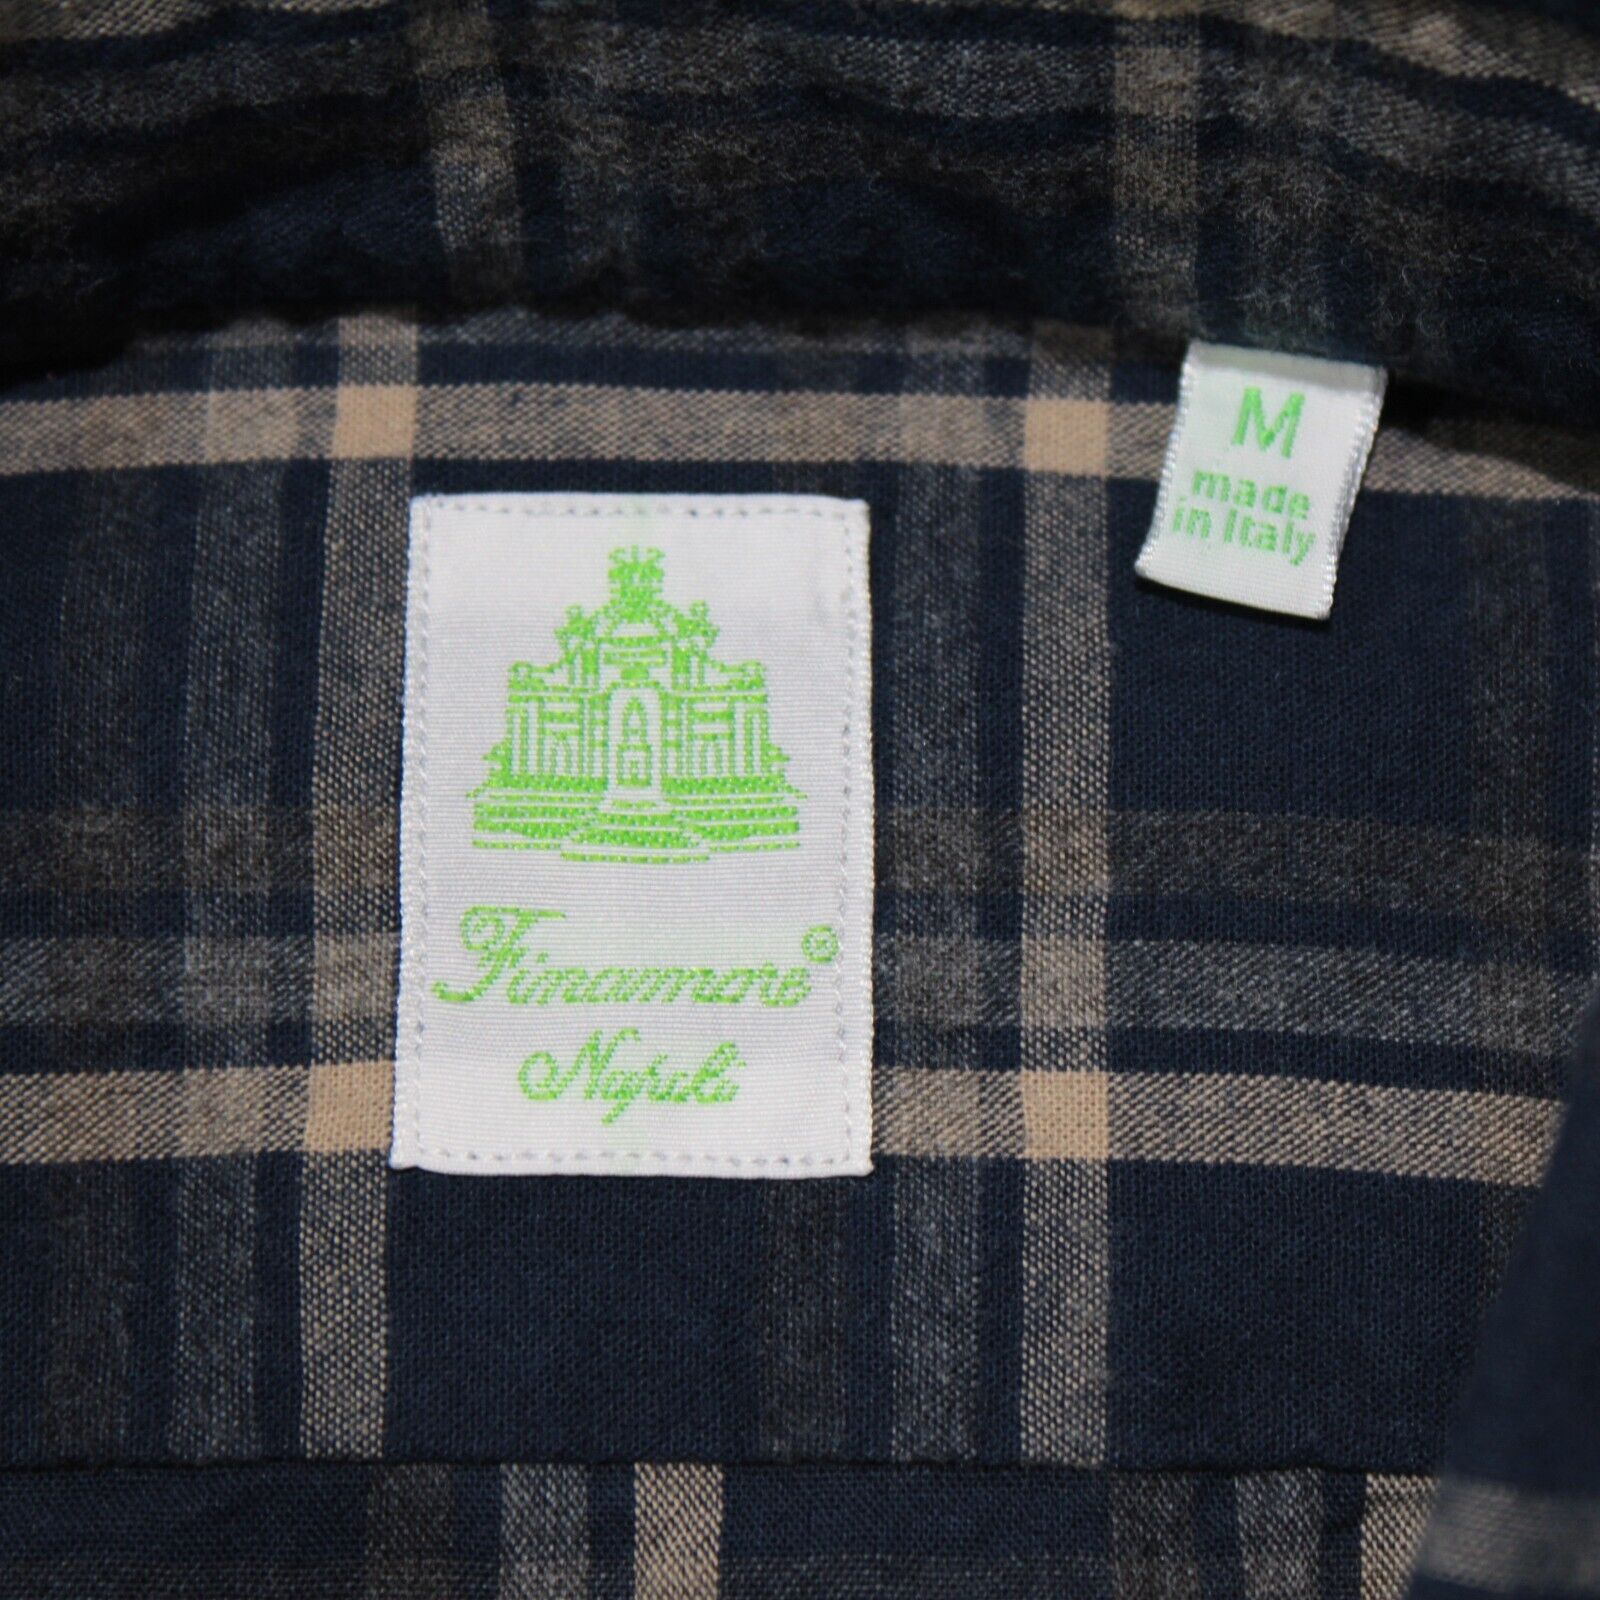 M
made
in Italy
Finamore®
Napoli